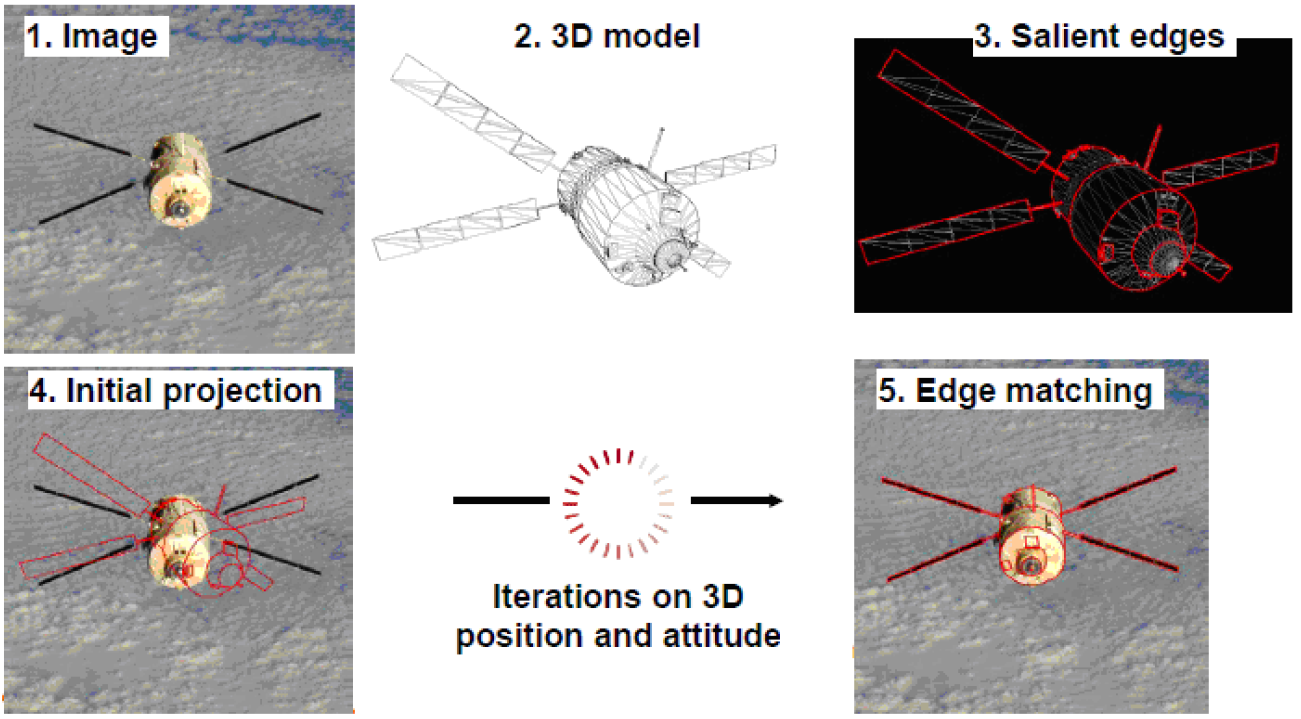 1. Image
2. 3D model
3. Salient edges
4. Initial projection
5. Edge matching
Iterations on 3D
position and attitude